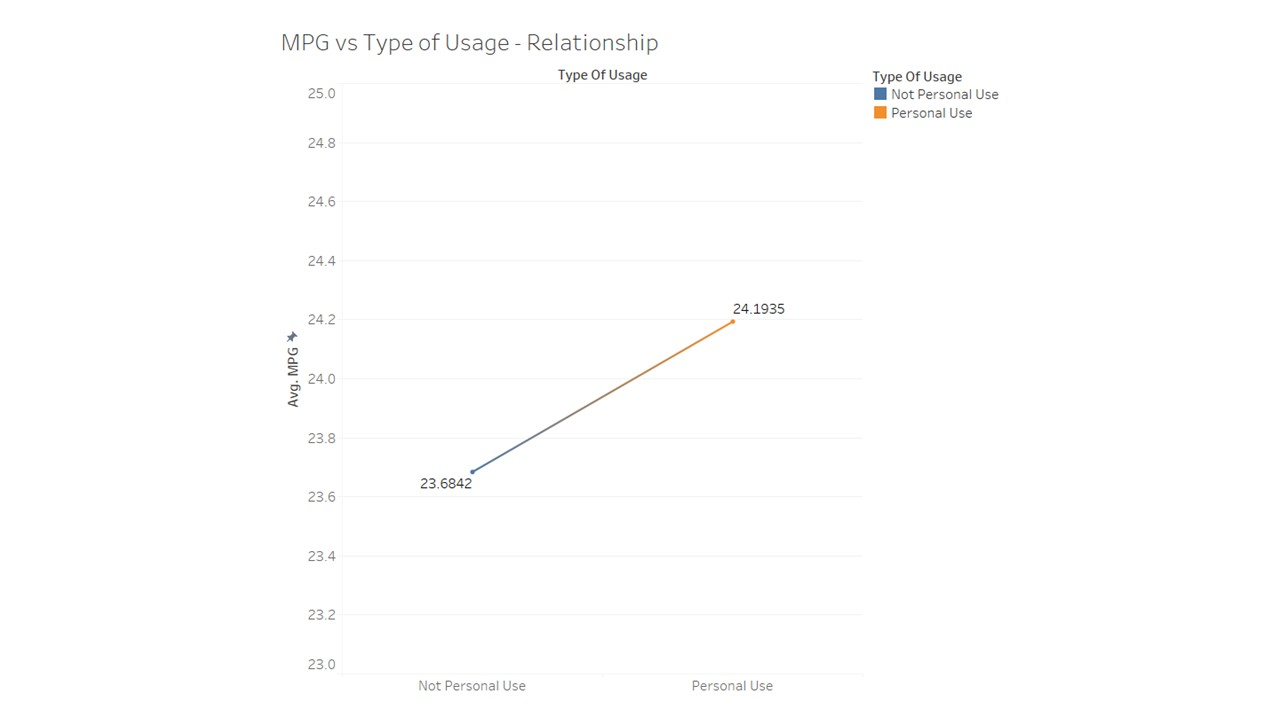 MPG vs Type of Usage - Relationship
Type Of Usage
Type Of Usage
Not Personal Use
Personal Use
25.0
24.8
24.6
24.4
24.2
24.0
23.8
23.6
23.4
23.2
23.0
Avg. MPG
24.1935
23.6842
Not Personal Use
Personal Use